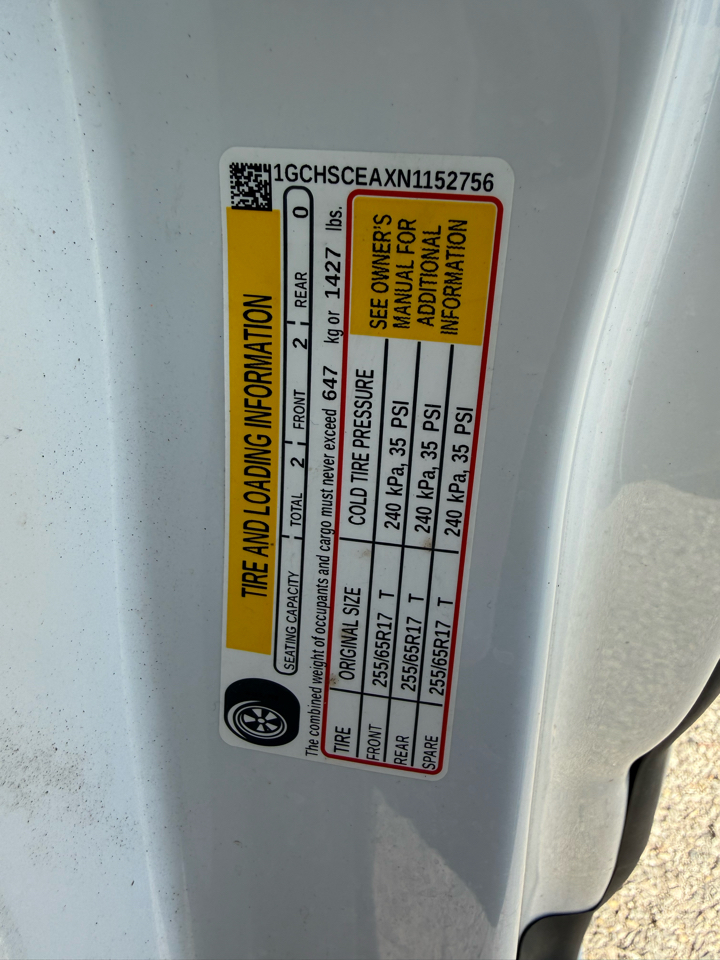 1GCHSCEAXN1152756
TIRE AND LOADING INFORMATION
SEATING CAPACITY TOTAL 2 FRONT 2 REAR 0
The combined weight of occupants and cargo must never exceed 647 kg or 1427 lbs.
TIRE ORIGINAL SIZE COLD TIRE PRESSURE
FRONT 255/65R17 T 240 kPa, 35 PSI
REAR 255/65R17 T 240 kPa, 35 PSI
SPARE 255/65R17 T 240 kPa, 35 PSI
SEE OWNER'S
MANUAL FOR
ADDITIONAL
INFORMATION